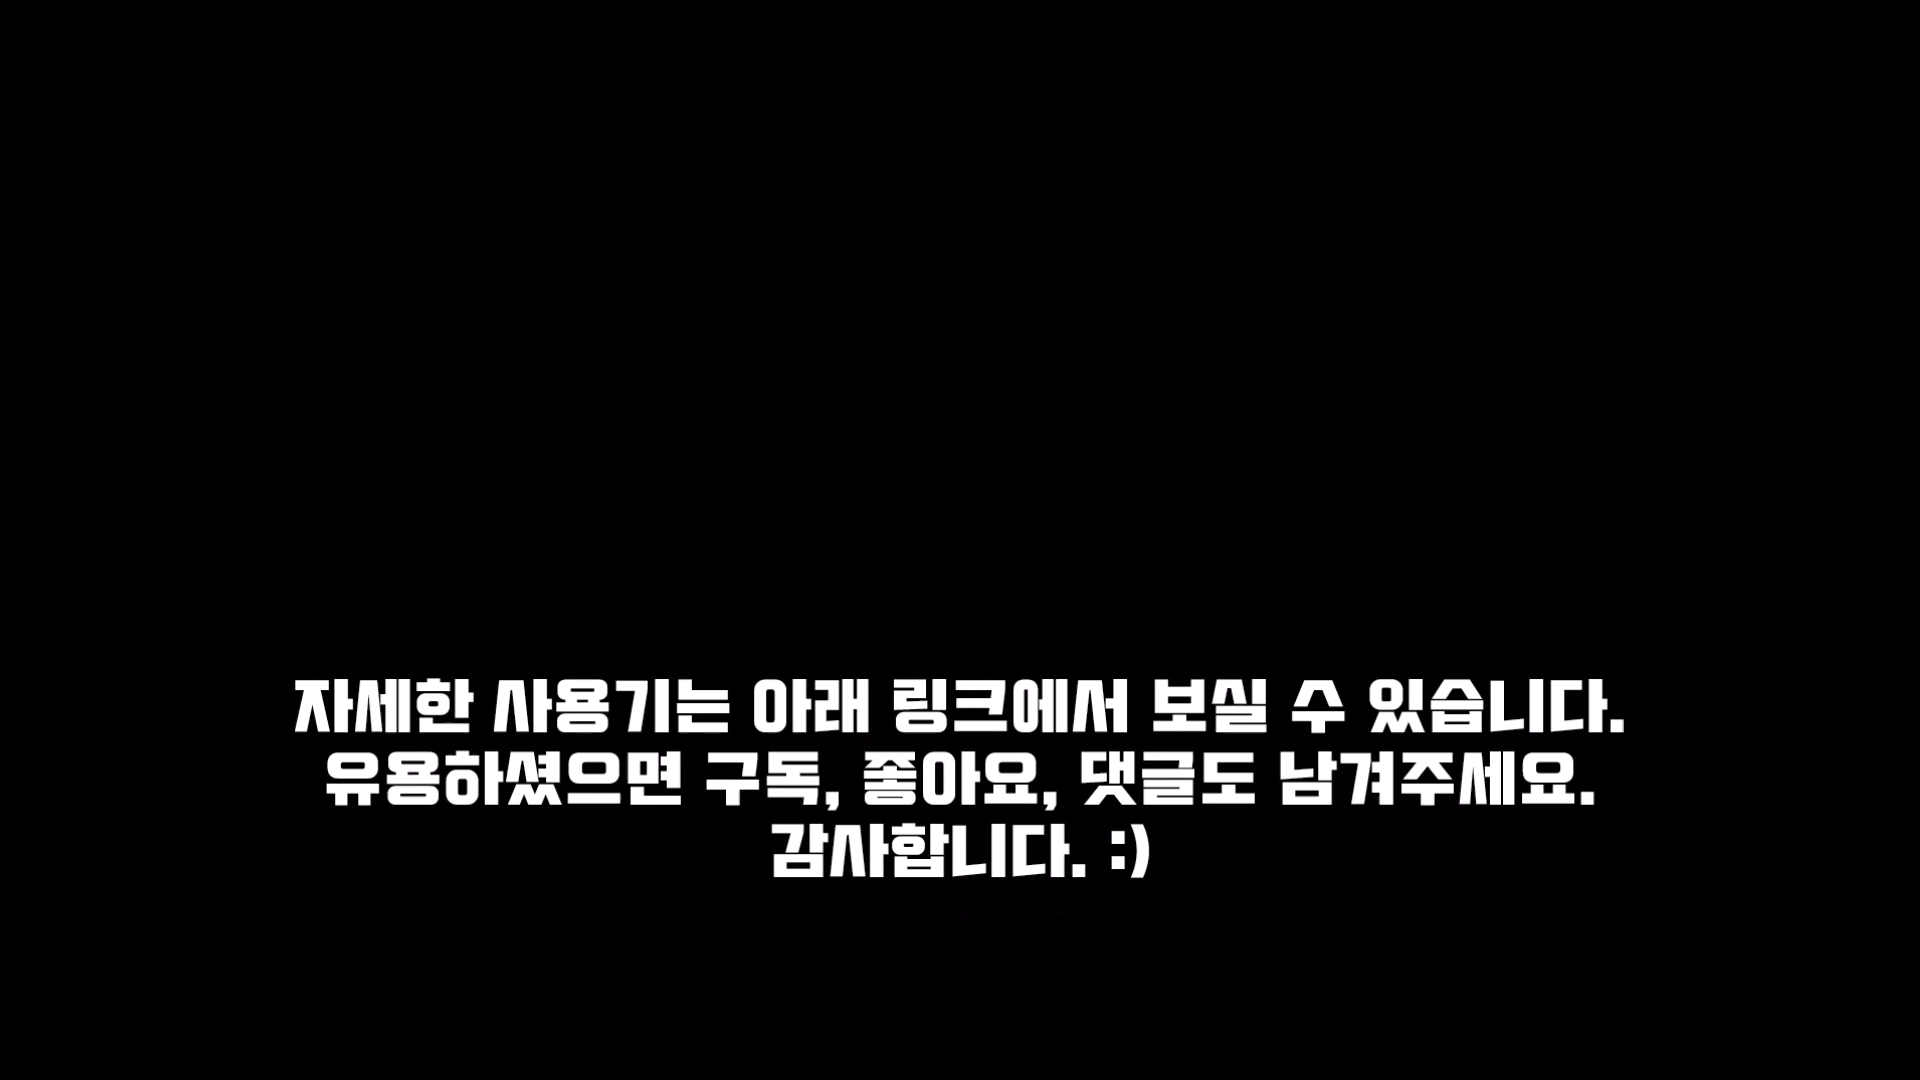 자세한 사용기는 아래 링크에서 보실 수 있습니다.
유용하셨으면 구독, 좋아요, 댓글도 남겨주세요.
감사합니다. :)